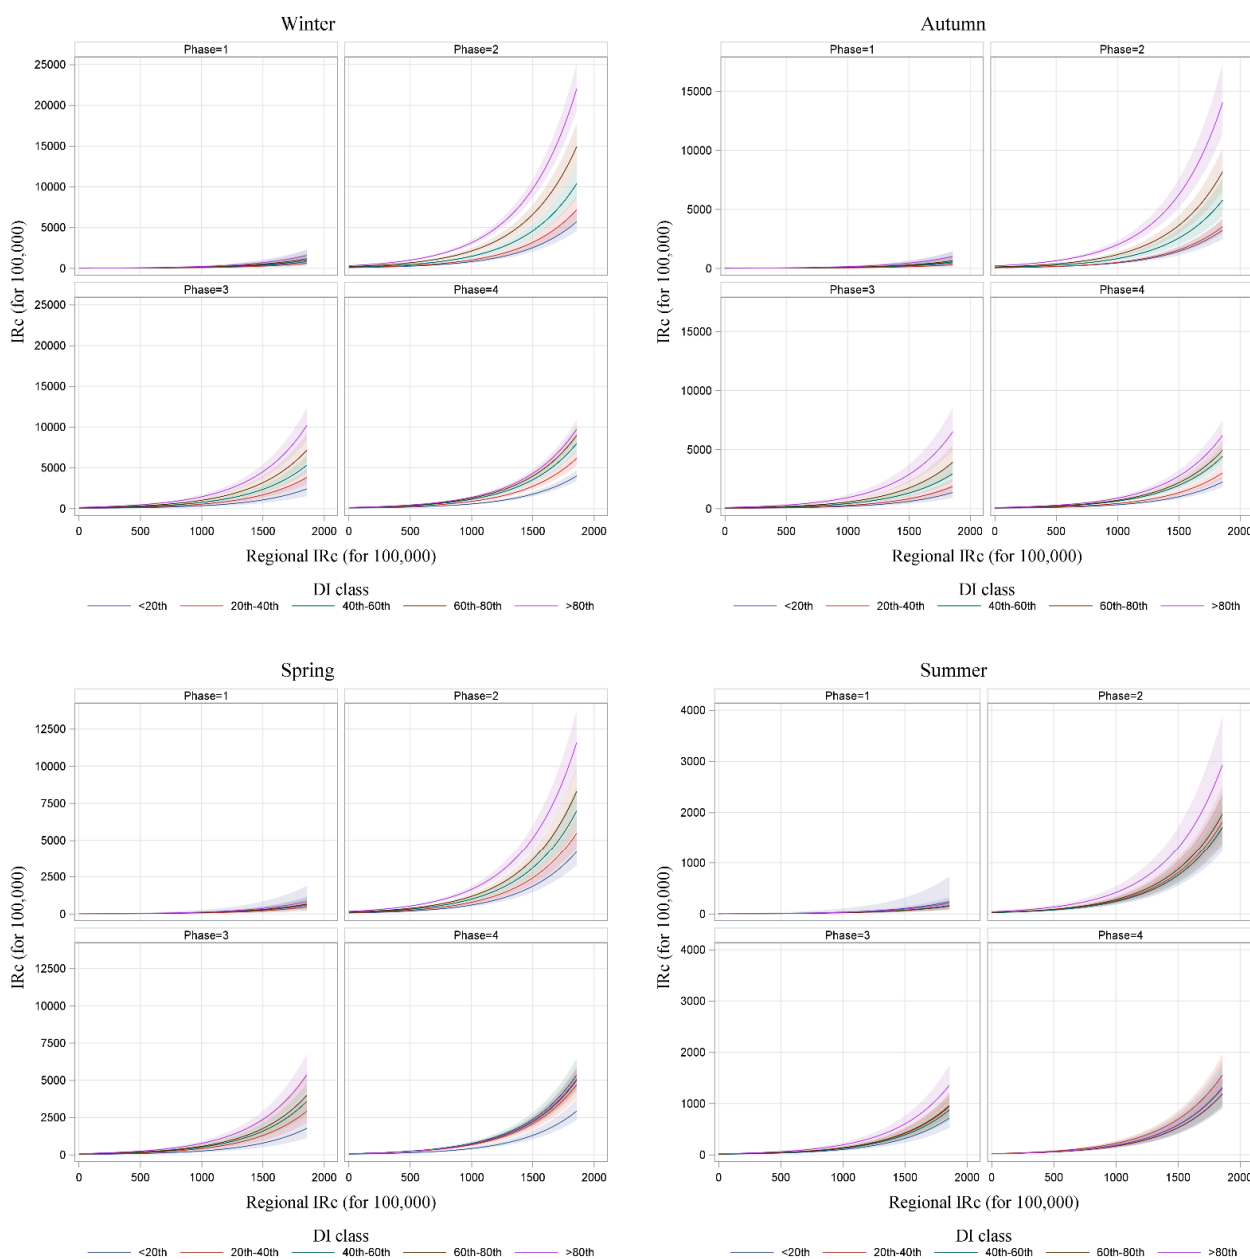 Winter
Phase=1 Phase=2
25000
20000
15000
10000
5000
0
Phase=3 Phase=4
25000
20000
15000
10000
5000
0
IRc (for 100,000)
0 500 1000 1500 2000 0 500 1000 1500 2000
Regional IRc (for 100,000)
DI class
<20th 20th-40th 40th-60th 60th-80th >80th
Autumn
Phase=1 Phase=2
15000
10000
5000
0
Phase=3 Phase=4
15000
10000
5000
0
IRc (for 100,000)
0 500 1000 1500 2000 0 500 1000 1500 2000
Regional IRc (for 100,000)
DI class
<20th 20th-40th 40th-60th 60th-80th >80th
Spring
Phase=1 Phase=2
12500
10000
7500
5000
2500
0
Phase=3 Phase=4
12500
10000
7500
5000
2500
0
IRc (for 100,000)
0 500 1000 1500 2000 0 500 1000 1500 2000
Regional IRc (for 100,000)
DI class
<20th 20th-40th 40th-60th 60th-80th >80th
Summer
Phase=1 Phase=2
4000
3000
2000
1000
0
Phase=3 Phase=4
4000
3000
2000
1000
0
IRc (for 100,000)
0 500 1000 1500 2000 0 500 1000 1500 2000
Regional IRc (for 100,000)
DI class
<20th 20th-40th 40th-60th 60th-80th >80th